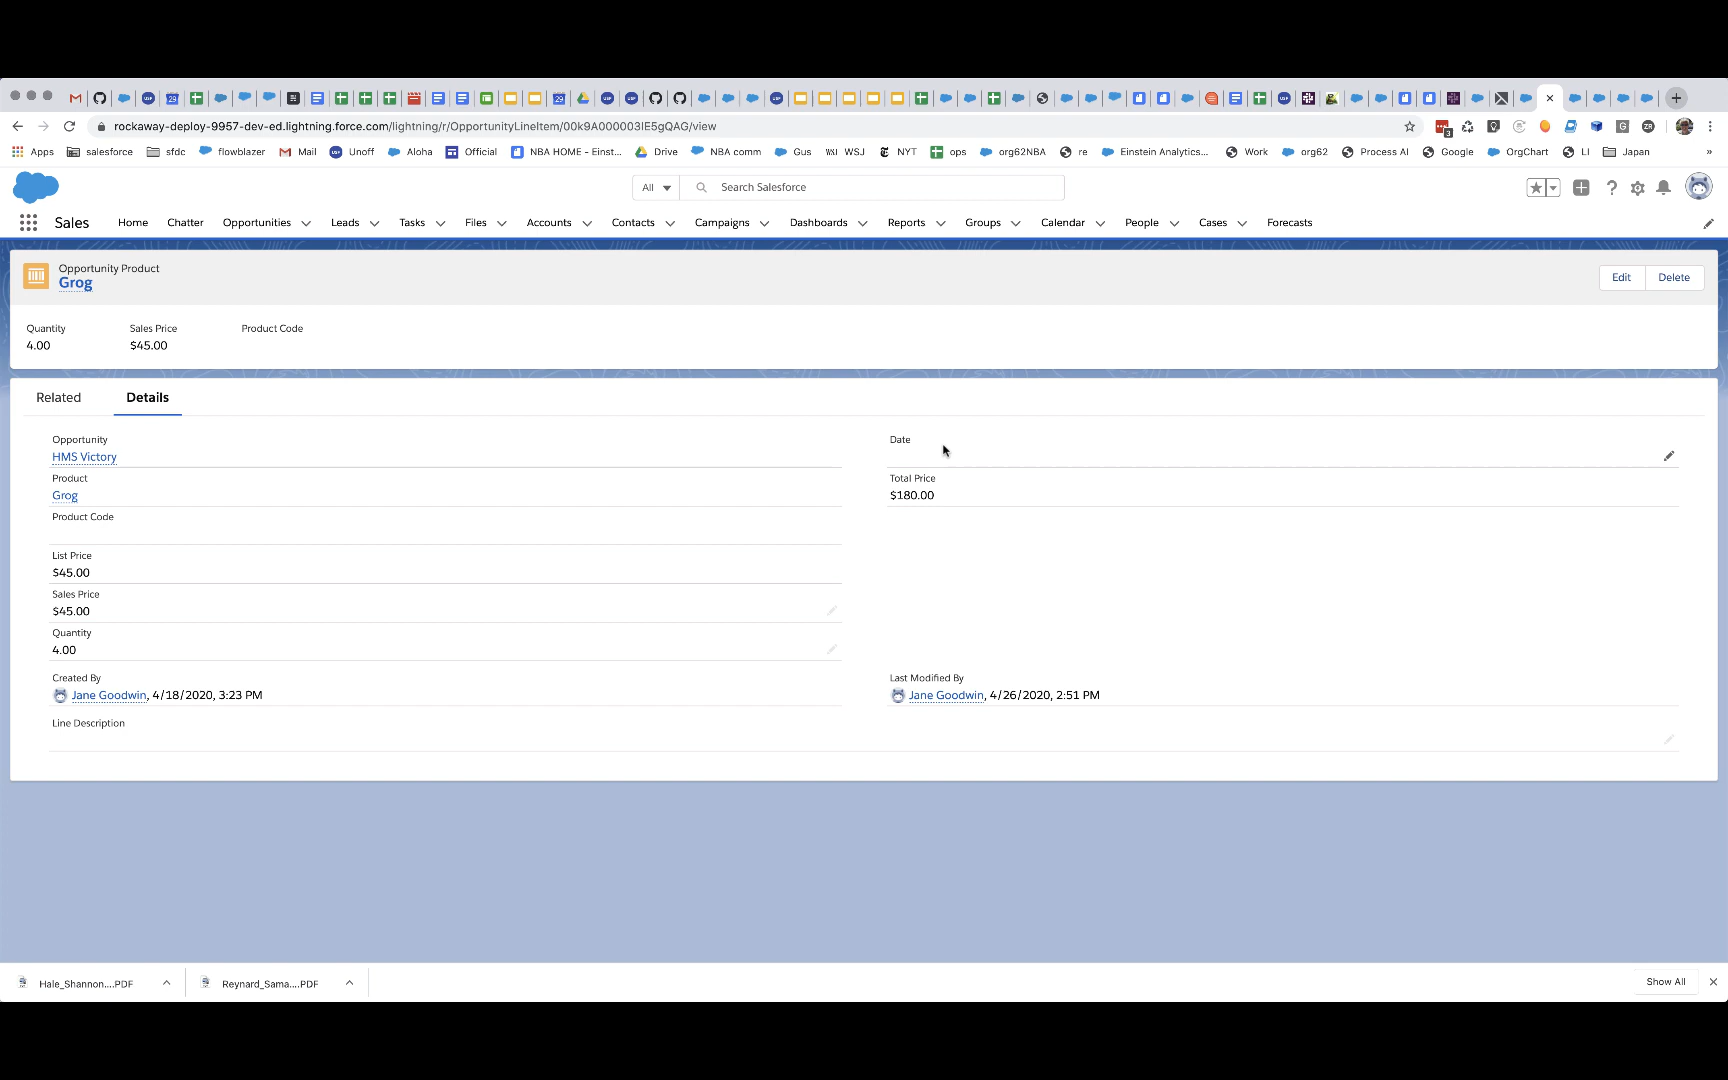 rockaway-deploy-9957-dev-ed.lightning.force.com/lightning/r/OpportunityLineItem/00k9A000003IE5gQAG/view
Apps salesforce sfdc flowblazer Mail Unoff Aloha Official NBA HOME - Einst... Drive NBA comm Gus WSJ WSJ NYT ops org62NBA re Einstein Analytics... Work org62 Process AI Google OrgChart LI Japan »
All Search Salesforce
Sales Home Chatter Opportunities Leads Tasks Files Accounts Contacts Campaigns Dashboards Reports Groups Calendar People Cases Forecasts
Opportunity Product
Grog
Edit Delete
Quantity Sales Price Product Code
4.00 $45.00
Related Details
Opportunity Date
HMS Victory
Product Total Price
Grog $180.00
Product Code
List Price
$45.00
Sales Price
$45.00
Quantity
4.00
Created By Last Modified By
Jane Goodwin, 4/18/2020, 3:23 PM Jane Goodwin, 4/26/2020, 2:51 PM
Line Description
Hale_Shannon....PDF Reynard_Sama....PDF Show All